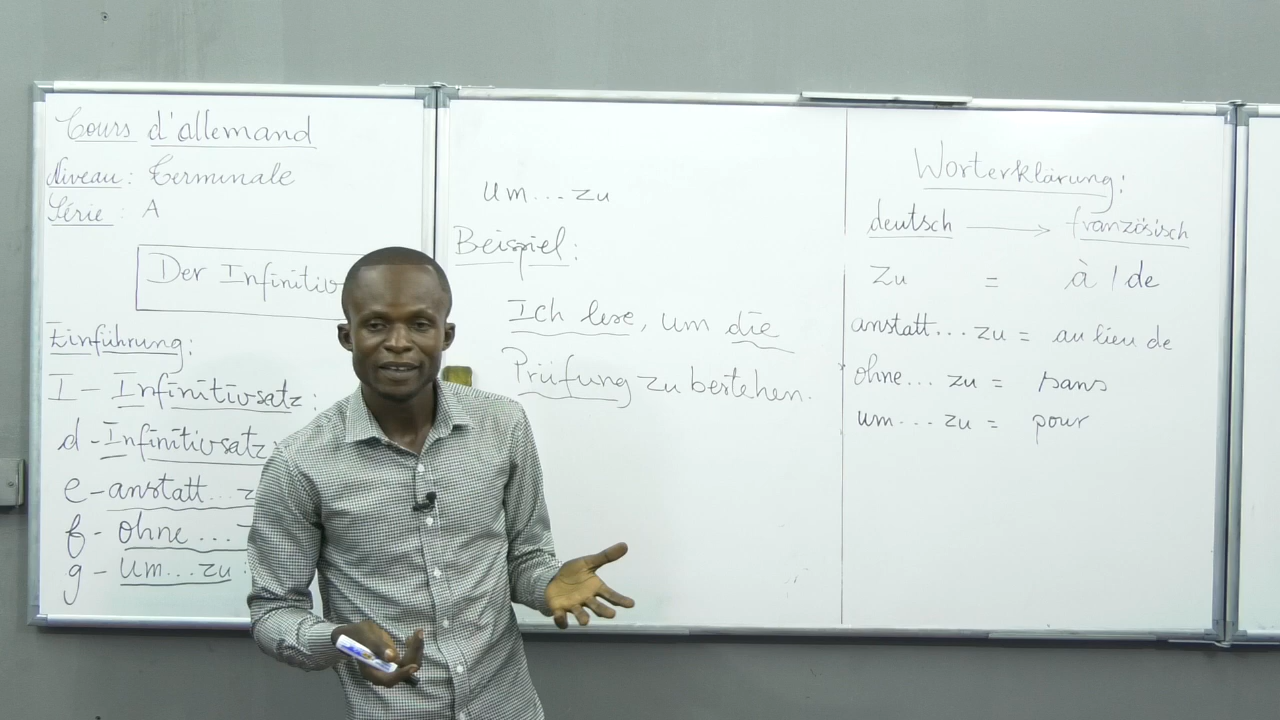 Cours d'allemand
Niveau : Terminale
Série : A
Der Infinitiv
Einführung :
I - Infinitivsatz :
d - Infinitivsatz
e - anstatt...
f - ohne ...
g - um...zu :
um...zu
Beispiel :
Ich lese, um die
Prüfung zu bestehen.
Wörterklärung :
deutsch → französisch
zu = à / de
anstatt... zu = au lieu de
ohne... zu = sans
um... zu = pour